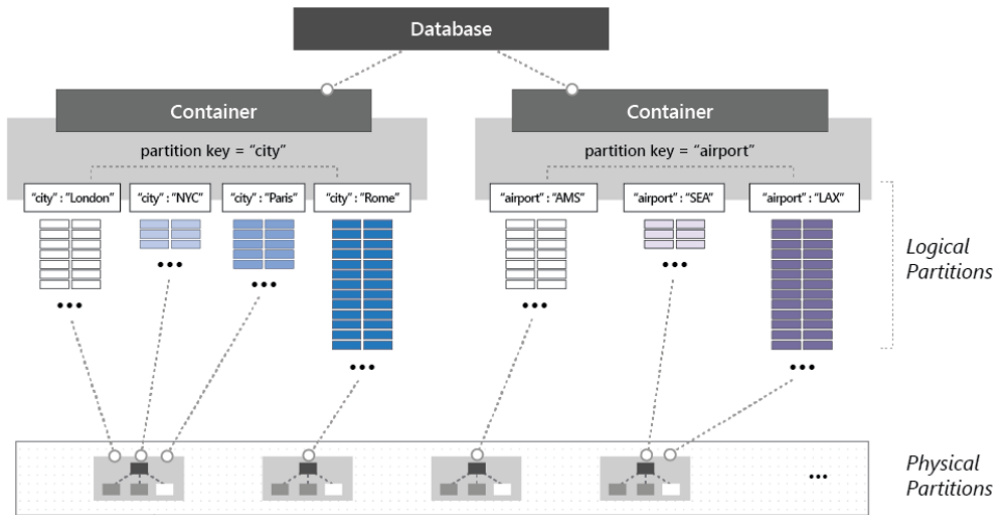 Database
Container
Container
partition key = “city”
partition key = “airport”
“city” : “London”
“city” : “NYC”
“city” : “Paris”
“city” : “Rome”
“airport” : “AMS”
“airport” : “SEA”
“airport” : “LAX”
•••
•••
•••
•••
•••
•••
•••
Logical
Partitions
•••
Physical
Partitions